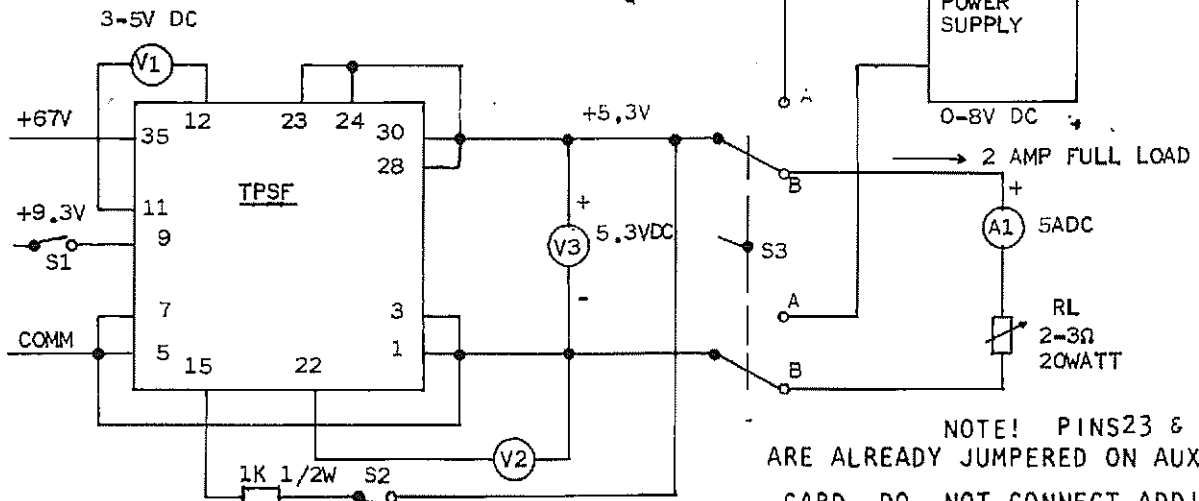 3-5V DC
V1
POWER
SUPPLY
0-8V DC
+67V
12
23
24
35
30
28
+5.3V
A
B
2 AMP FULL LOAD
+
TPSF
11
+9.3V
9
S1
+
V3
5.3VDC
-
S3
A1
5ADC
7
3
COMM
5
1
15
22
A
B
RL
2-3Ω
20WATT
V2
1K 1/2W
S2
NOTE! PINS23 &
ARE ALREADY JUMPERED ON AUX
CARD DO NOT CONNECT